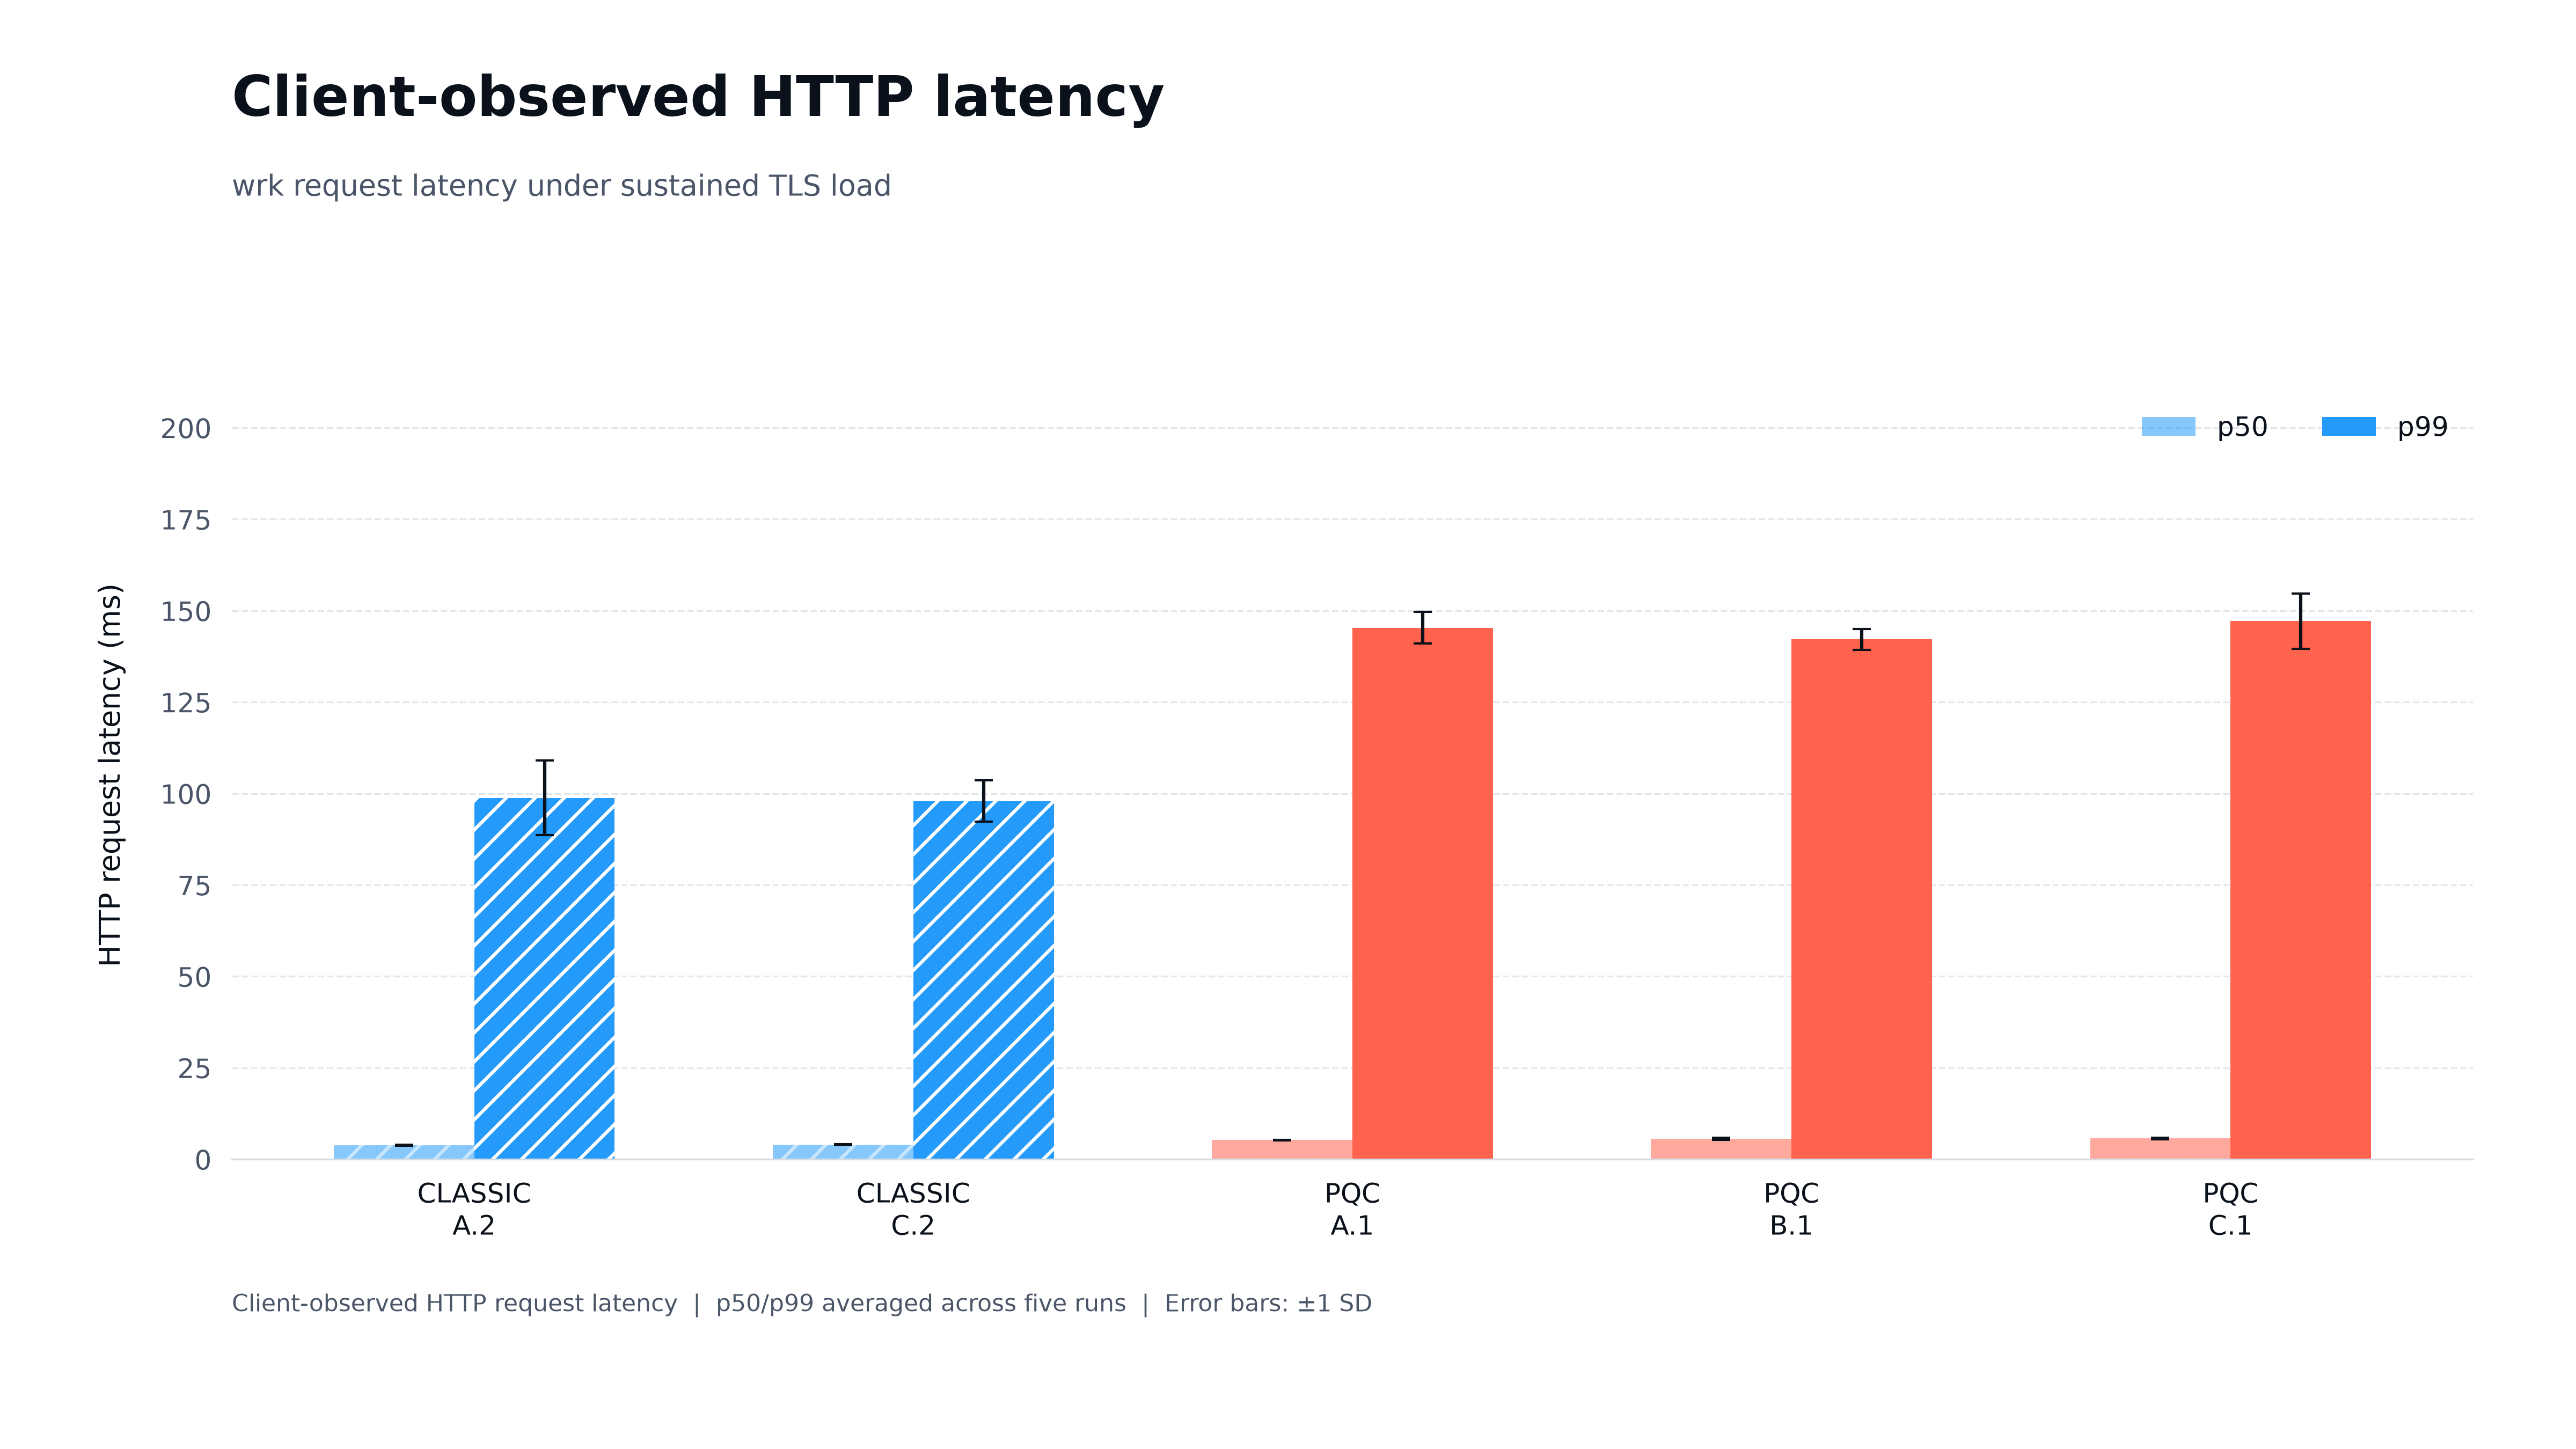 Client-observed HTTP latency
wrk request latency under sustained TLS load
p50
p99
HTTP request latency (ms)
200
175
150
125
100
75
50
25
0
CLASSIC
A.2
CLASSIC
C.2
PQC
A.1
PQC
B.1
PQC
C.1
Client-observed HTTP request latency | p50/p99 averaged across five runs | Error bars: ±1 SD